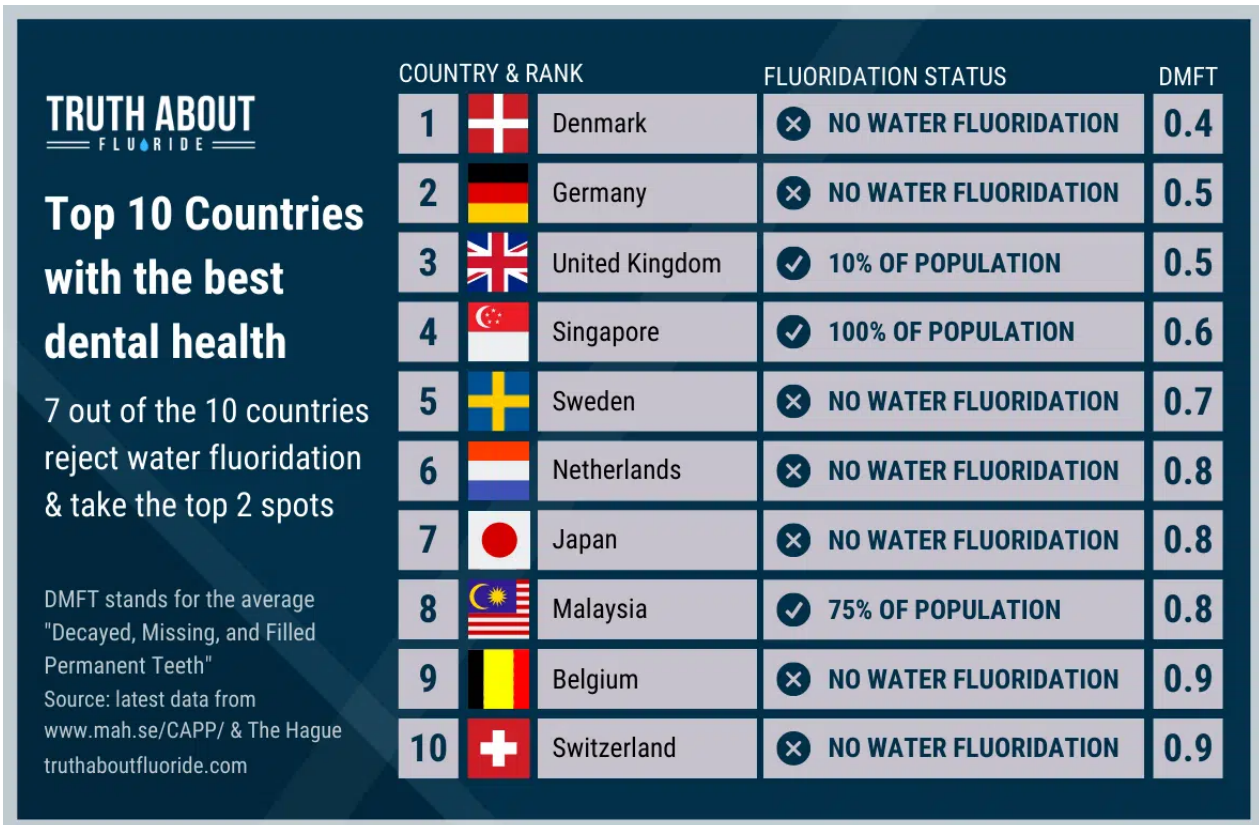 TRUTH ABOUT
FLUORIDE
Top 10 Countries
with the best
dental health
7 out of the 10 countries
reject water fluoridation
& take the top 2 spots
DMFT stands for the average
"Decayed, Missing, and Filled
Permanent Teeth"
Source: latest data from
www.mah.se/CAPP/ & The Hague
truthaboutfluoride.com
COUNTRY & RANK FLUORIDATION STATUS DMFT
1 Denmark NO WATER FLUORIDATION 0.4
2 Germany NO WATER FLUORIDATION 0.5
3 United Kingdom 10% OF POPULATION 0.5
4 Singapore 100% OF POPULATION 0.6
5 Sweden NO WATER FLUORIDATION 0.7
6 Netherlands NO WATER FLUORIDATION 0.8
7 Japan NO WATER FLUORIDATION 0.8
8 Malaysia 75% OF POPULATION 0.8
9 Belgium NO WATER FLUORIDATION 0.9
10 Switzerland NO WATER FLUORIDATION 0.9